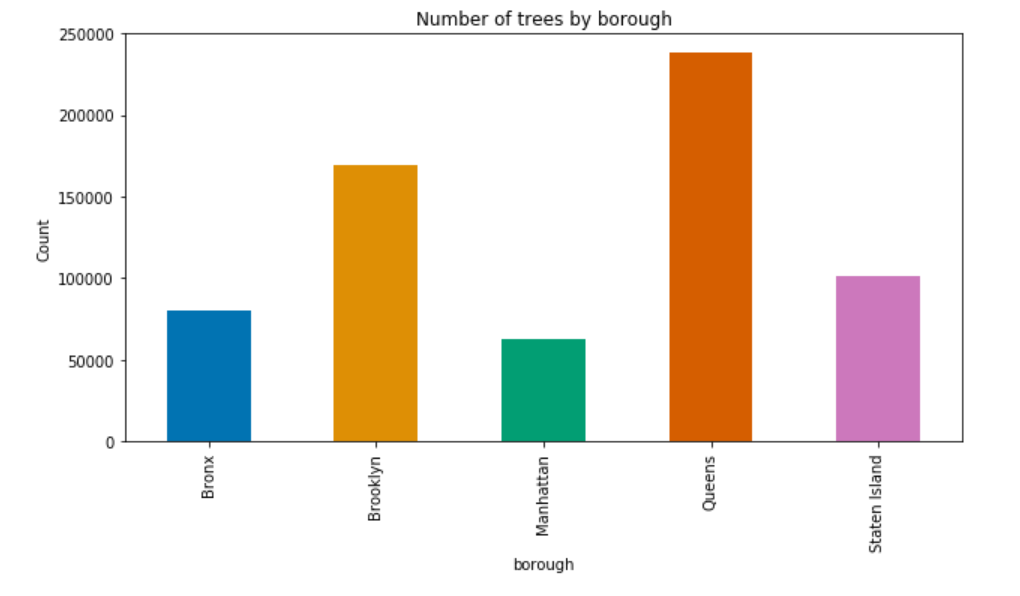 Number of trees by borough
250000
200000
150000
100000
50000
0
Count
Bronx
Brooklyn
Manhattan
Queens
Staten Island
borough